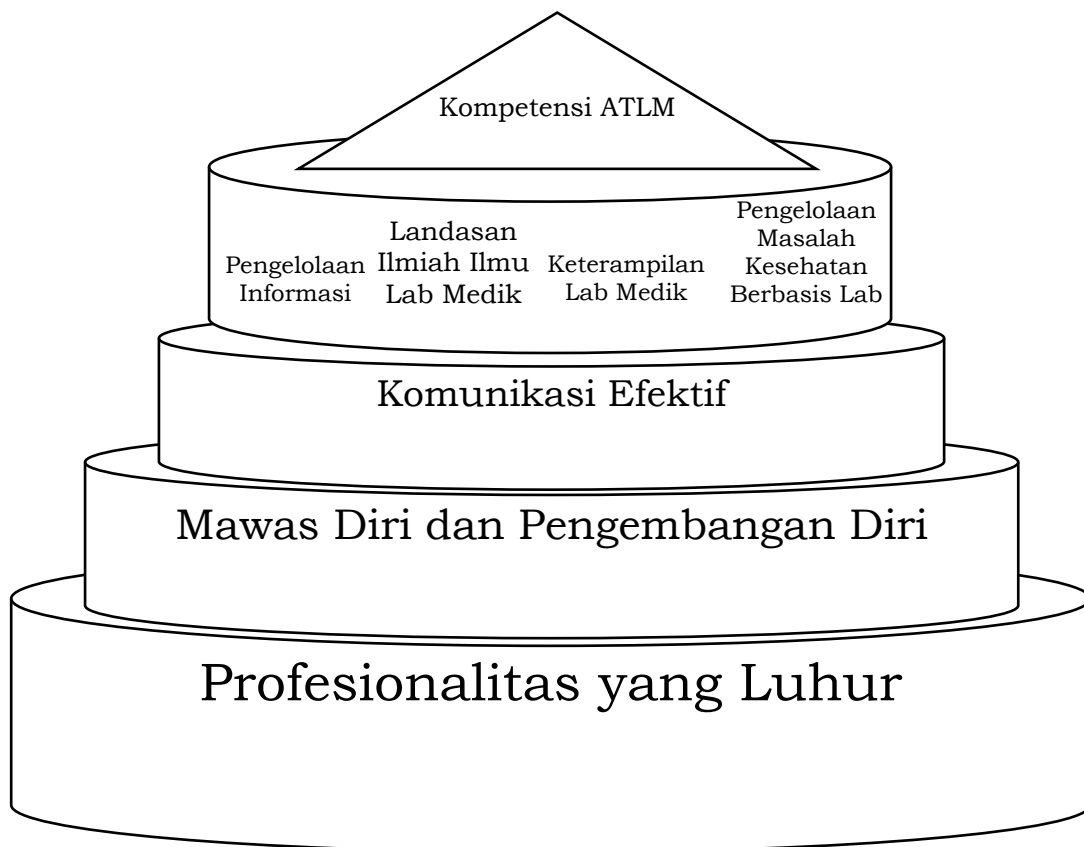 Kompetensi ATLM
Pengelolaan
Informasi
Landasan
Ilmiah Ilmu
Lab Medik
Keterampilan
Lab Medik
Pengelolaan
Masalah
Kesehatan
Berbasis Lab
Komunikasi Efektif
Mawas Diri dan Pengembangan Diri
Profesionalitas yang Luhur